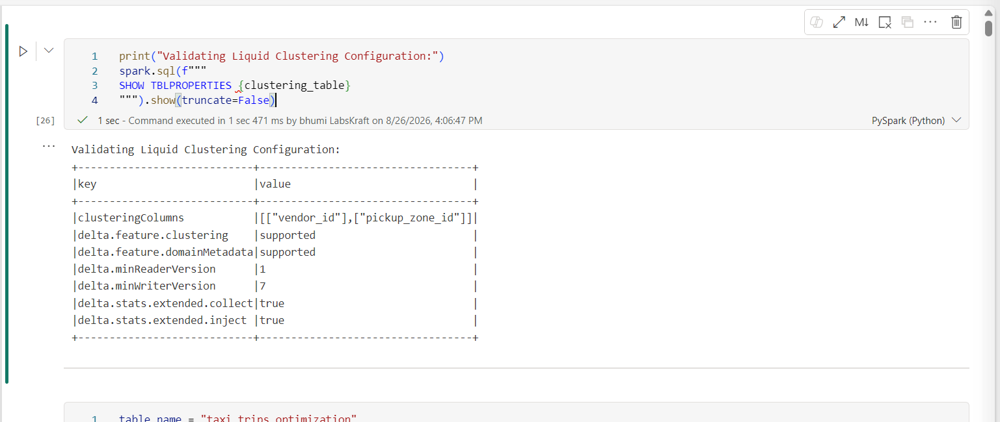 M↓
1 print("Validating Liquid Clustering Configuration:")
2 spark.sql(f"""
3 SHOW TBLPROPERTIES {clustering_table}
4 """).show(truncate=False)
[26] 1 sec - Command executed in 1 sec 471 ms by bhumi LabsKraft on 8/26/2026, 4:06:47 PM PySpark (Python)
Validating Liquid Clustering Configuration:
+----------------------------+----------------------------------+
|key                         |value                             |
+----------------------------+----------------------------------+
|clusteringColumns           |[["vendor_id"],["pickup_zone_id"]]|
|delta.feature.clustering    |supported                         |
|delta.feature.domainMetadata|supported                         |
|delta.minReaderVersion      |1                                 |
|delta.minWriterVersion      |7                                 |
|delta.stats.extended.collect|true                              |
|delta.stats.extended.inject |true                              |
+----------------------------+----------------------------------+
1 table_name = "taxi_trips_optimization"